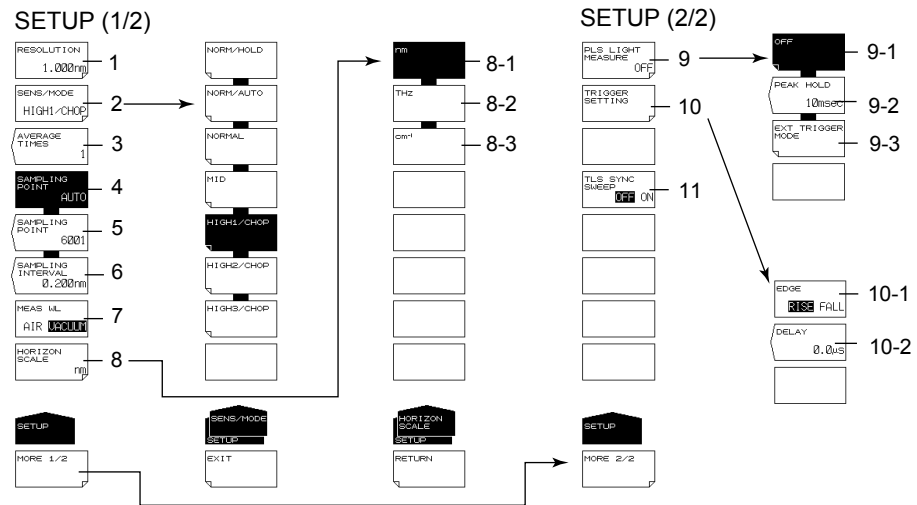 SETUP (1/2)
RESOLUTION
1.000nm
1
SENS/MODE
HIGH1/CHOP
2
AVERAGE
TIMES
1
3
SAMPLING
POINT
AUTO
4
SAMPLING
POINT
6001
5
SAMPLING
INTERVAL
0.200nm
6
MEAS WL
AIR VACUUM
7
HORIZON
SCALE
nm
8
SETUP
MORE 1/2
NORM/HOLD
NORM/AUTO
NORMAL
MID
HIGH1/CHOP
HIGH2/CHOP
HIGH3/CHOP
SENS/MODE
SETUP
EXIT
nm
8-1
THz
8-2
cm-1
8-3
HORIZON
SCALE
SETUP
RETURN
SETUP (2/2)
PLS LIGHT
MEASURE
OFF
9
TRIGGER
SETTING
10
TLS SYNC
SWEEP
OFF ON
11
SETUP
MORE 2/2
OFF
9-1
PEAK HOLD
10msec
9-2
EXT TRIGGER
MODE
9-3
EDGE
RISE FALL
10-1
DELAY
0.0µs
10-2